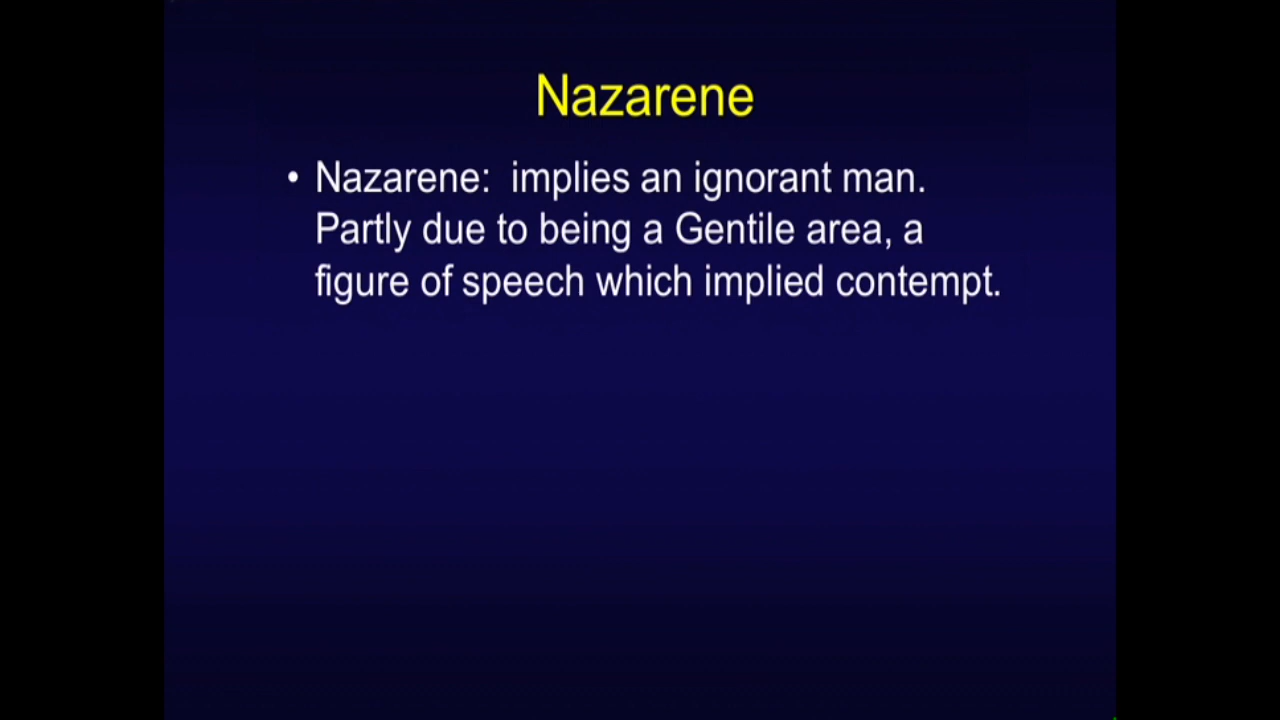 Nazarene
• Nazarene:  implies an ignorant man.
Partly due to being a Gentile area, a
figure of speech which implied contempt.